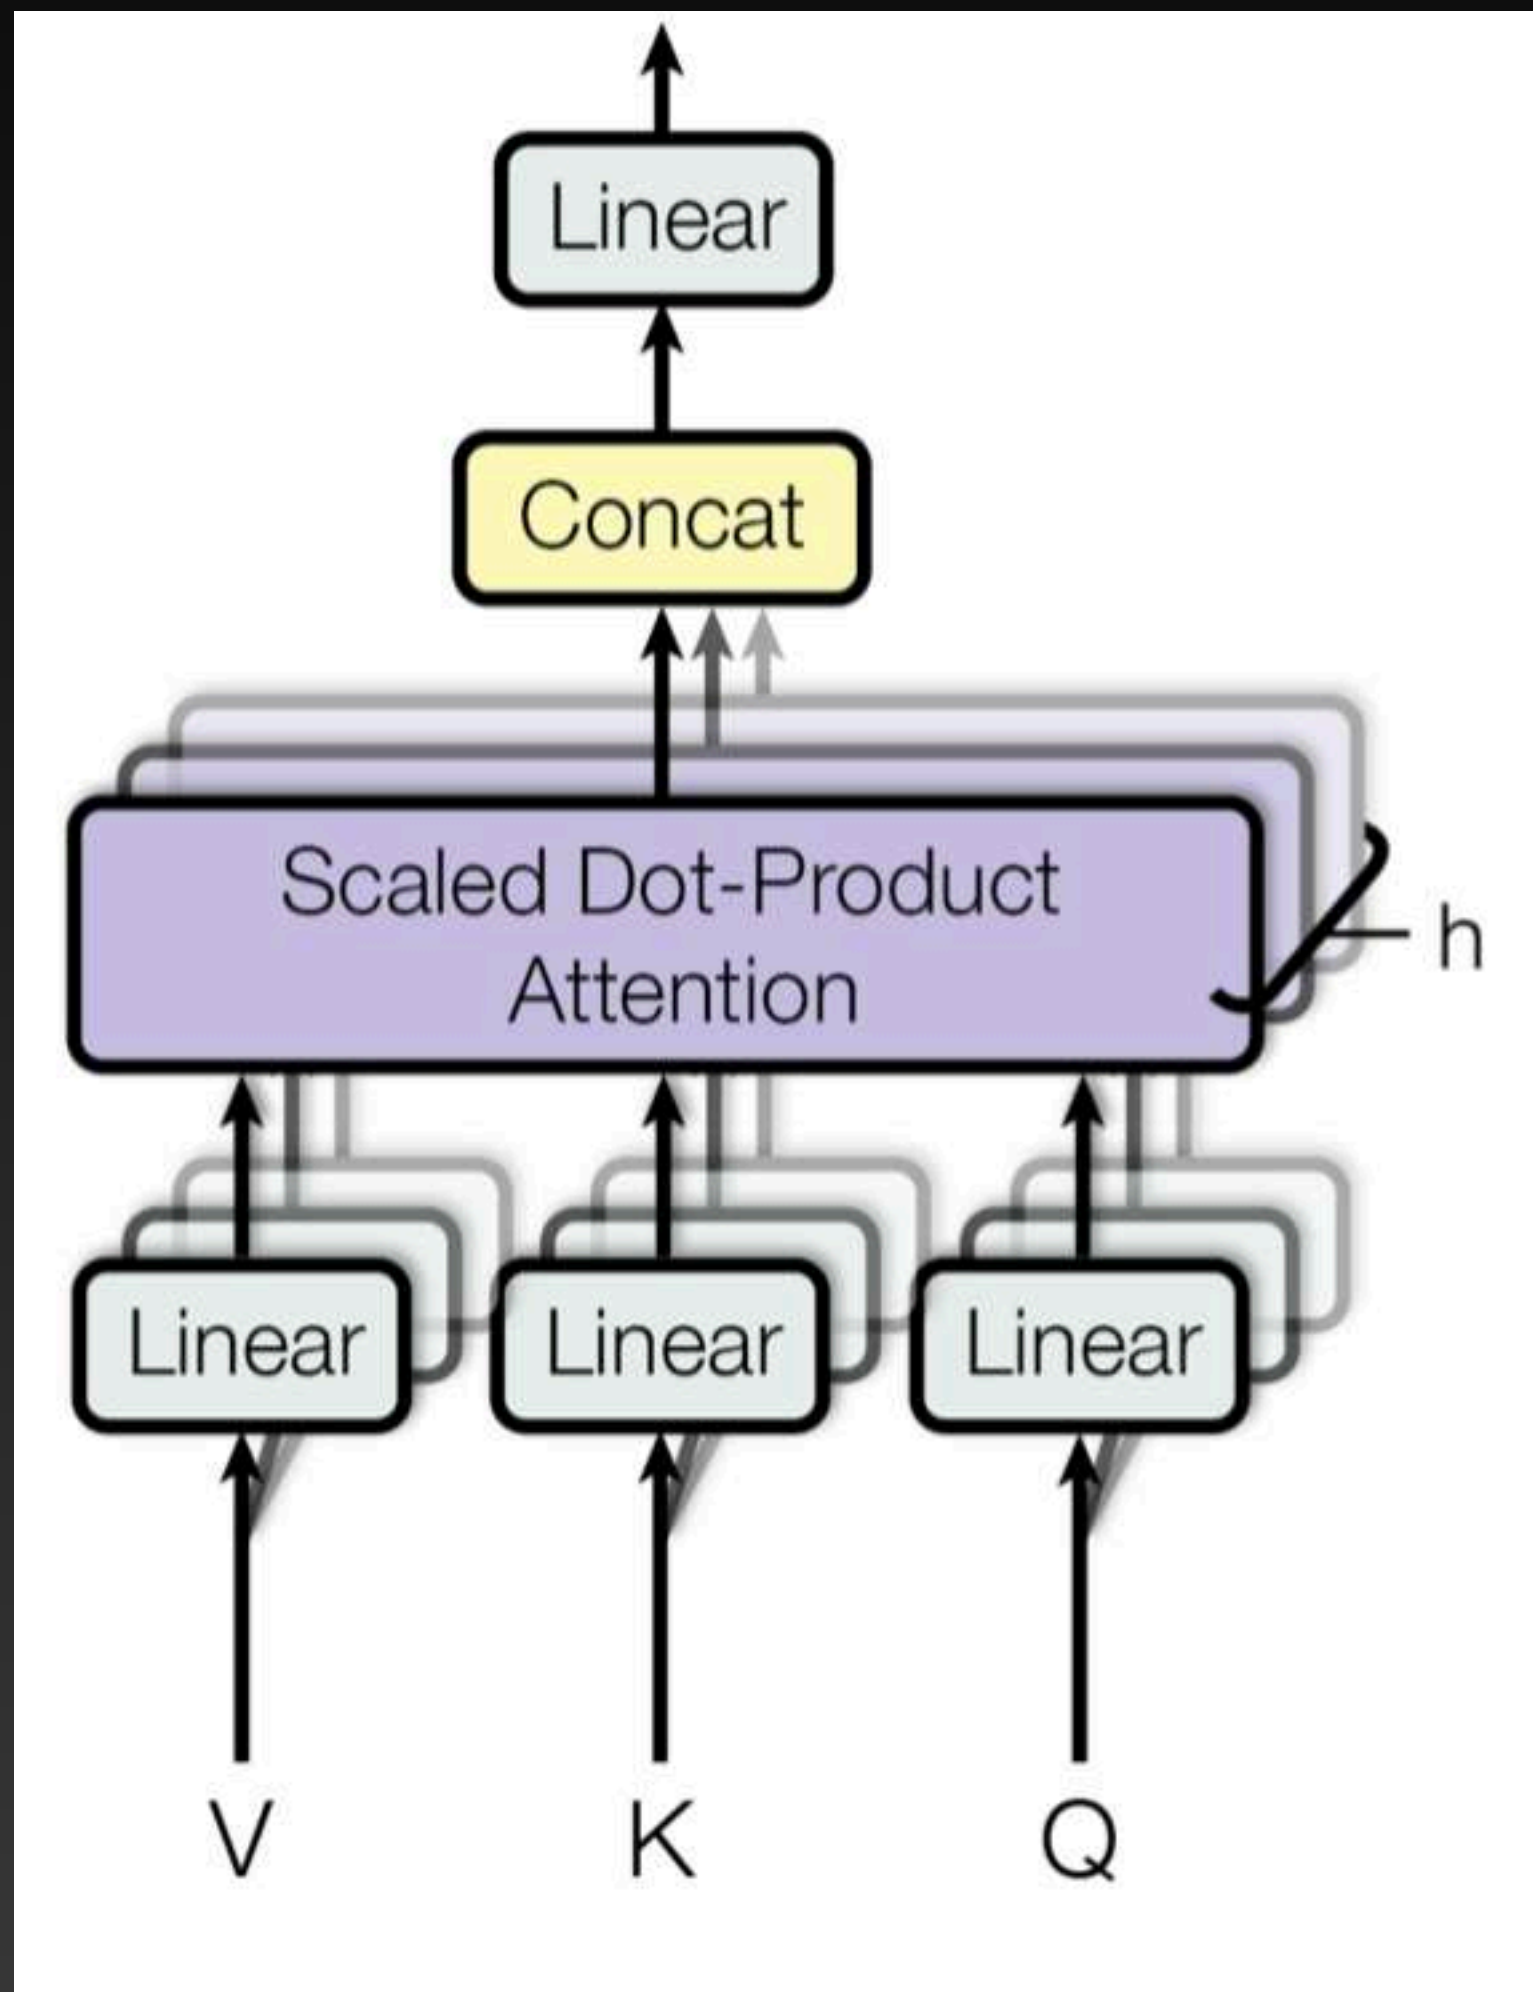 Linear
Concat
Scaled Dot-Product
Attention
h
Linear Linear Linear
V K Q